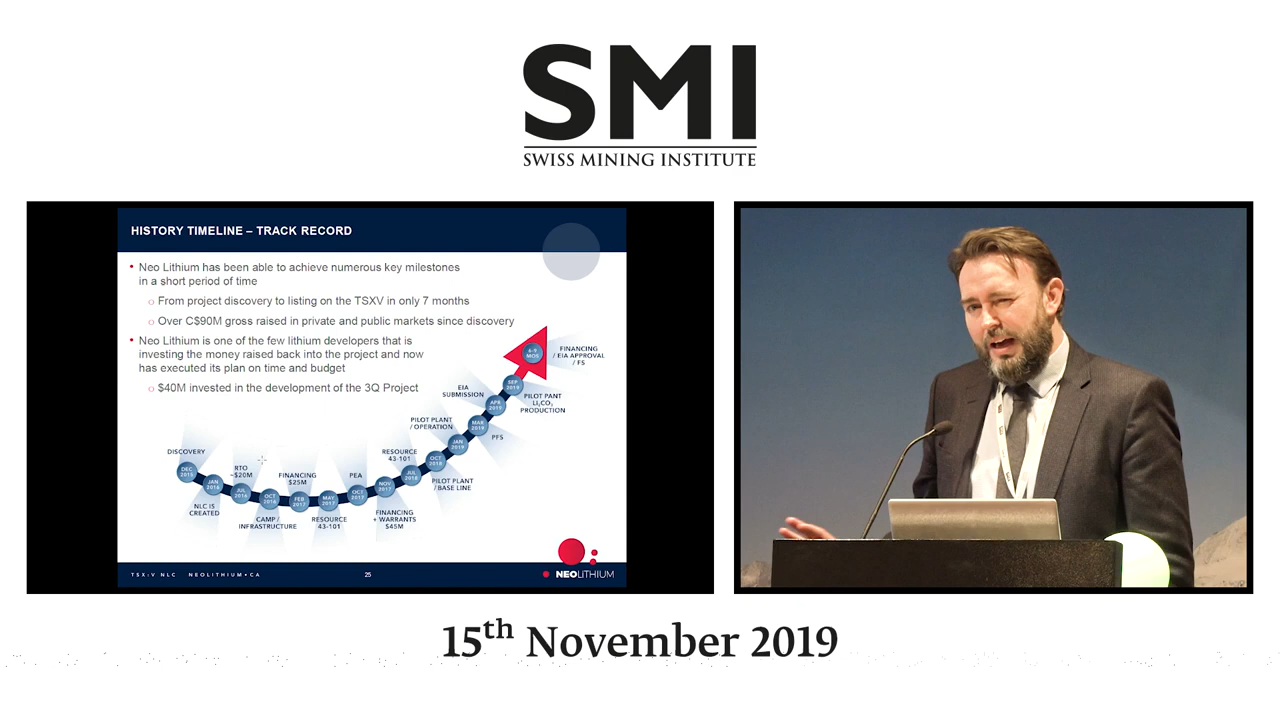 SMI
SWISS MINING INSTITUTE
HISTORY TIMELINE – TRACK RECORD
• Neo Lithium has been able to achieve numerous key milestones
in a short period of time
o From project discovery to listing on the TSXV in only 7 months
o Over C$90M gross raised in private and public markets since discovery
• Neo Lithium is one of the few lithium developers that is
investing the money raised back into the project and now
has executed its plan on time and budget
o $40M invested in the development of the 3Q Project
DISCOVERY
DEC
2015
JAN
2016
NLC IS
CREATED
RTO
~$20M
JUL
2016
OCT
2016
CAMP /
INFRASTRUCTURE
FINANCING
$25M
FEB
2017
MAY
2017
RESOURCE
43-101
PEA
OCT
2017
NOV
2017
FINANCING
+ WARRANTS
$45M
RESOURCE
43-101
JUL
2018
OCT
2018
PILOT PLANT
/ BASE LINE
PILOT PLANT
/ OPERATION
JAN
2019
MAR
2019
PFS
EIA
SUBMISSION
APR
2019
SEP
2019
PILOT PANT
Li₂CO₃
PRODUCTION
6-9
MOS
FINANCING
/ EIA APPROVAL
/ FS
TSX:V NLC NEOLITHIUM•CA
25
NEOLITHIUM
15th November 2019